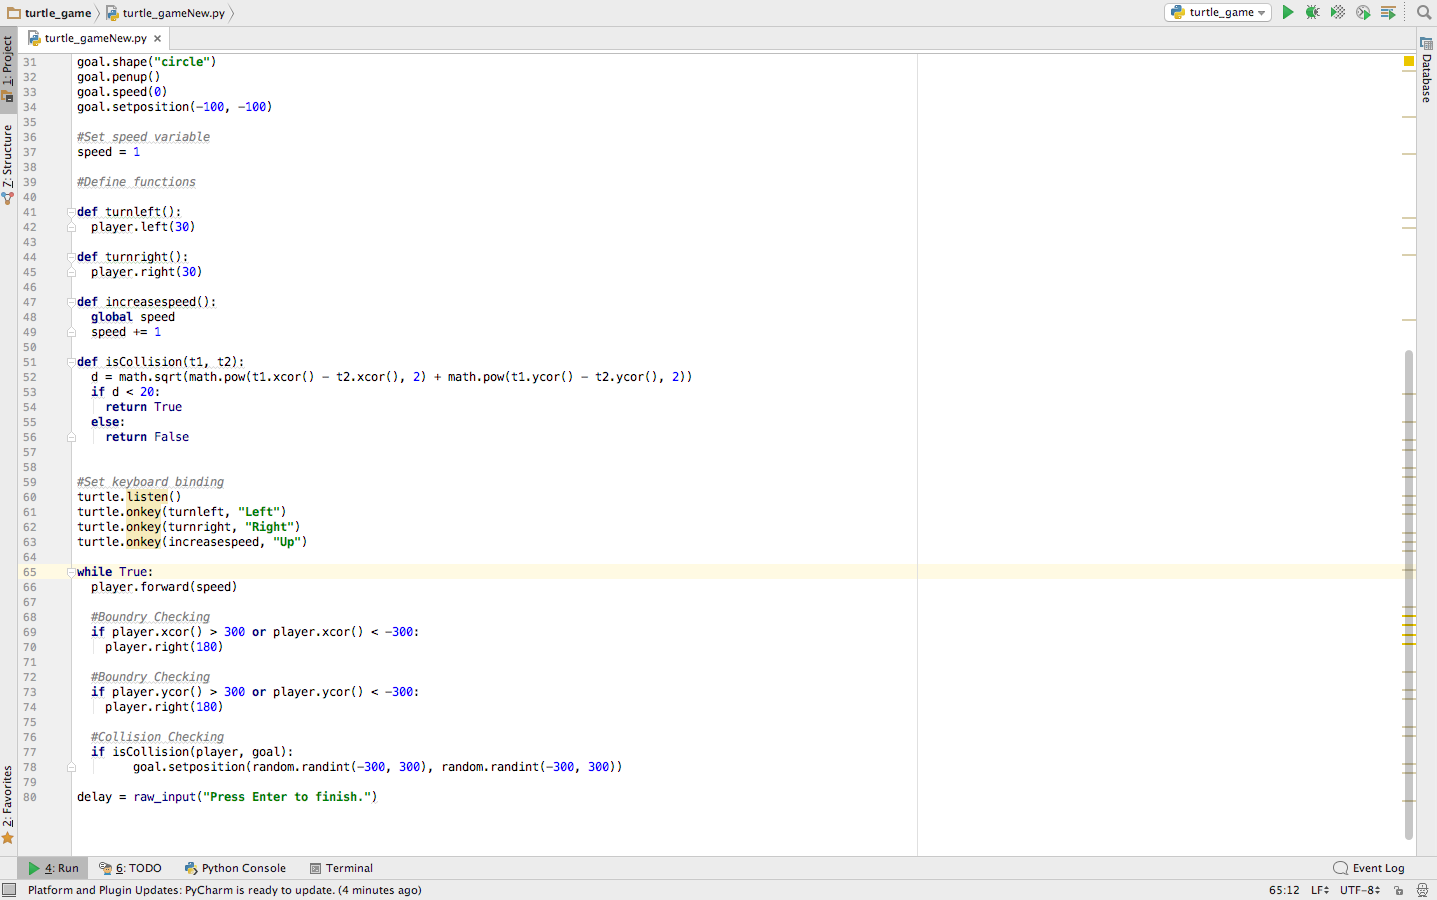 turtle_game turtle_gameNew.py turtle_game
turtle_gameNew.py
1: Project
Z: Structure
2: Favorites
Database
31 goal.shape("circle")
32 goal.penup()
33 goal.speed(0)
34 goal.setposition(-100, -100)
35
36 #Set speed variable
37 speed = 1
38
39 #Define functions
40
41 def turnleft():
42 player.left(30)
43
44 def turnright():
45 player.right(30)
46
47 def increasespeed():
48 global speed
49 speed += 1
50
51 def isCollision(t1, t2):
52 d = math.sqrt(math.pow(t1.xcor() - t2.xcor(), 2) + math.pow(t1.ycor() - t2.ycor(), 2))
53 if d < 20:
54 return True
55 else:
56 return False
57
58
59 #Set keyboard binding
60 turtle.listen()
61 turtle.onkey(turnleft, "Left")
62 turtle.onkey(turnright, "Right")
63 turtle.onkey(increasespeed, "Up")
64
65 while True:
66 player.forward(speed)
67
68 #Boundry Checking
69 if player.xcor() > 300 or player.xcor() < -300:
70 player.right(180)
71
72 #Boundry Checking
73 if player.ycor() > 300 or player.ycor() < -300:
74 player.right(180)
75
76 #Collision Checking
77 if isCollision(player, goal):
78 goal.setposition(random.randint(-300, 300), random.randint(-300, 300))
79
80 delay = raw_input("Press Enter to finish.")
4: Run 6: TODO Python Console Terminal Event Log
Platform and Plugin Updates: PyCharm is ready to update. (4 minutes ago) 65:12 LF UTF-8